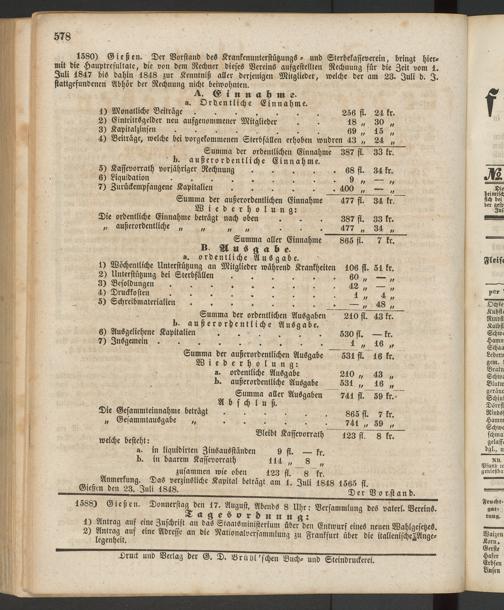 578
1580) Gießen. Der Vorstand des Krankenunterstützungs- und Sterbekasseverein, bringt hier-
mit die Hauptresultate, die von dem Rechner dieses Vereins aufgestellten Rechnung für die Zeit vom 1.
Juli 1847 bis dahin 1848 zur Kenntniß aller derjenigen Mitglieder, welche der am 23. Juli d. J.
stattgefundenen Abhör der Rechnung nicht beiwohnten.
A. Einnahme.
a. Ordentliche Einnahme.
1) Monatliche Beiträge . . . . . . 256 fl. 24 kr.
2) Eintrittsgelder neu aufgenommener Mitglieder . . . 18 „ 30 „
3) Kapitalzinsen . . . . . . 69 „ 15 „
4) Beiträge, welche bei vorgekommenen Sterbfällen erhoben wudren 43 „ 24 „
Summa der ordentlichen Einnahme 387 fl. 33 kr.
b. außerordentliche Einnahme.
5) Kassevorrath vorjähriger Rechnung . . . . 68 fl. 34 kr.
6) Liquidation . . . . . . 9 „ — „
7) Zurückempfangene Kapitalien . . . . . 400 „ — „
Summa der außerordentlichen Einnahme 477 fl. 34 kr.
Wiederholung:
Die ordentliche Einnahme beträgt nach oben . . . 387 fl. 33 kr.
„ außerordentliche „ „ „ „ . . . 477 „ 34 „
Summa aller Einnahme 865 fl. 7 kr.
B. Ausgabe.
a. ordentliche Ausgabe.
1) Wöchentliche Unterstützung an Mitglieder während Krankheiten 106 fl. 51 kr.
2) Unterstützung bei Sterbfällen . . . . . 60 „ — „
3) Besoldungen . . . . . . 42 „ — „
4) Druckkosten . . . . . . 1 „ 4 „
5) Schreibmaterialien . . . . . . — „ 48 „
Summa der ordentlichen Ausgaben 210 fl. 43 kr.
b. außerordentliche Ausgabe.
6) Ausgeliehene Kapitalien . . . . . 530 fl. — kr.
7) Insgemein . . . . . . 1 „ 16 „
Summa der außerordentlichen Ausgabe 531 fl. 16 kr.
Wiederholung:
a. ordentliche Ausgabe 210 „ 43 „
b. außerordentliche Ausgabe 531 „ 16 „
Summa aller Ausgaben 741 fl. 59 kr.
Abschluß.
Die Gesammteinnahme beträgt . . . . 865 fl. 7 kr.
„ Gesammtausgabe „ . . . . 741 „ 59 „
Bleibt Kassevorrath 123 fl. 8 kr.
welche besteht:
a. in liquidirten Zinsausständen 9 fl. — kr.
b. in baarem Kassevorrath 114 „ 8 „
zusammen wie oben 123 fl. 8 kr.
Anmerkung. Das verzinsliche Kapital beträgt am 1. Juli 1848 1565 fl.
Gießen den 23. Juli 1848. Der Vorstand.
1588) Gießen. Donnerstag den 17. August, Abends 8 Uhr: Versammlung des vaterl. Vereins.
Tagesordnung:
1) Antrag auf eine Zuschrift an das Staatsministerium über den Entwurf eines neuen Wahlgesetzes.
2) Antrag auf eine Adresse an die Nationalversammlung zu Frankfurt über die italienische Ange-
legenheit.
Druck und Verlag der G. D. Brühl'schen Buch- und Steindruckerei.